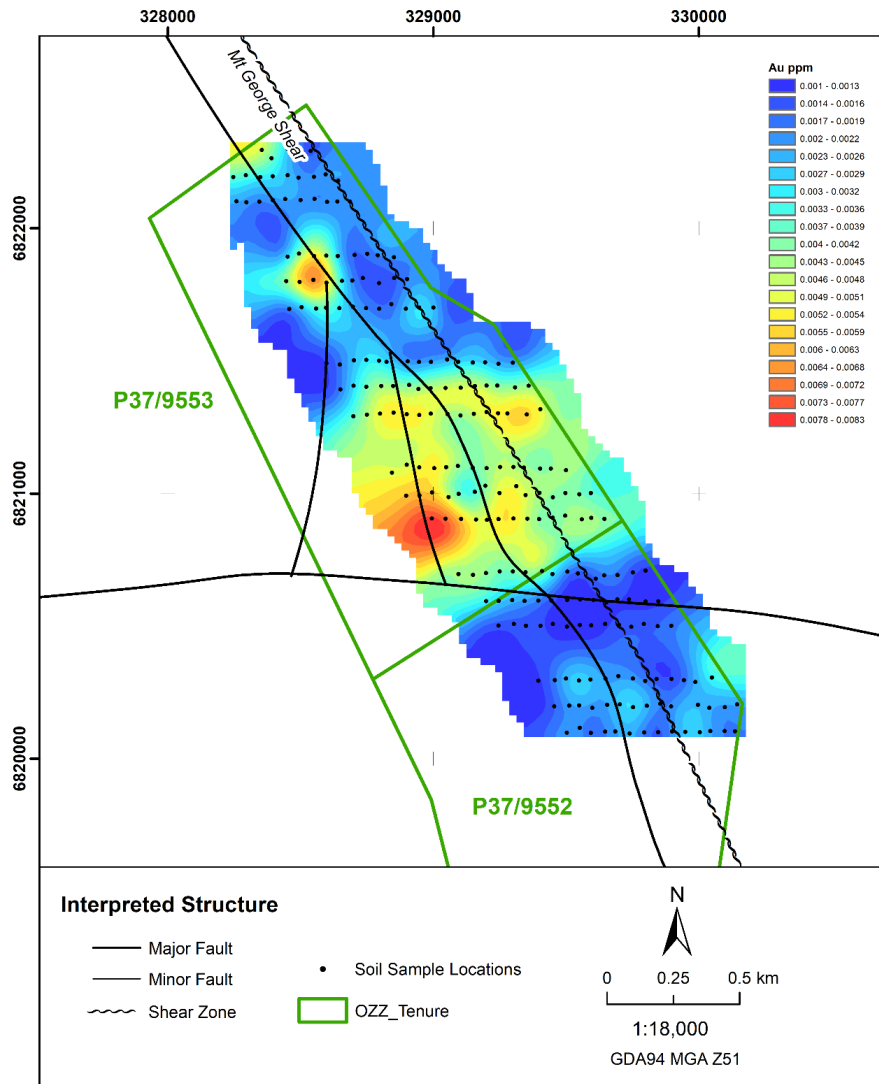 328000
329000
330000
6822000
6821000
6820000
Mt George Shear
Au ppm
0.001 - 0.0013
0.0014 - 0.0016
0.0017 - 0.0019
0.002 - 0.0022
0.0023 - 0.0026
0.0027 - 0.0029
0.003 - 0.0032
0.0033 - 0.0036
0.0037 - 0.0039
0.004 - 0.0042
0.0043 - 0.0045
0.0046 - 0.0048
0.0049 - 0.0051
0.0052 - 0.0054
0.0055 - 0.0059
0.006 - 0.0063
0.0064 - 0.0068
0.0069 - 0.0072
0.0073 - 0.0077
0.0078 - 0.0083
P37/9553
P37/9552
Interpreted Structure
Major Fault
Minor Fault
Shear Zone
Soil Sample Locations
OZZ_Tenure
N
0 0.25 0.5 km
1:18,000
GDA94 MGA Z51